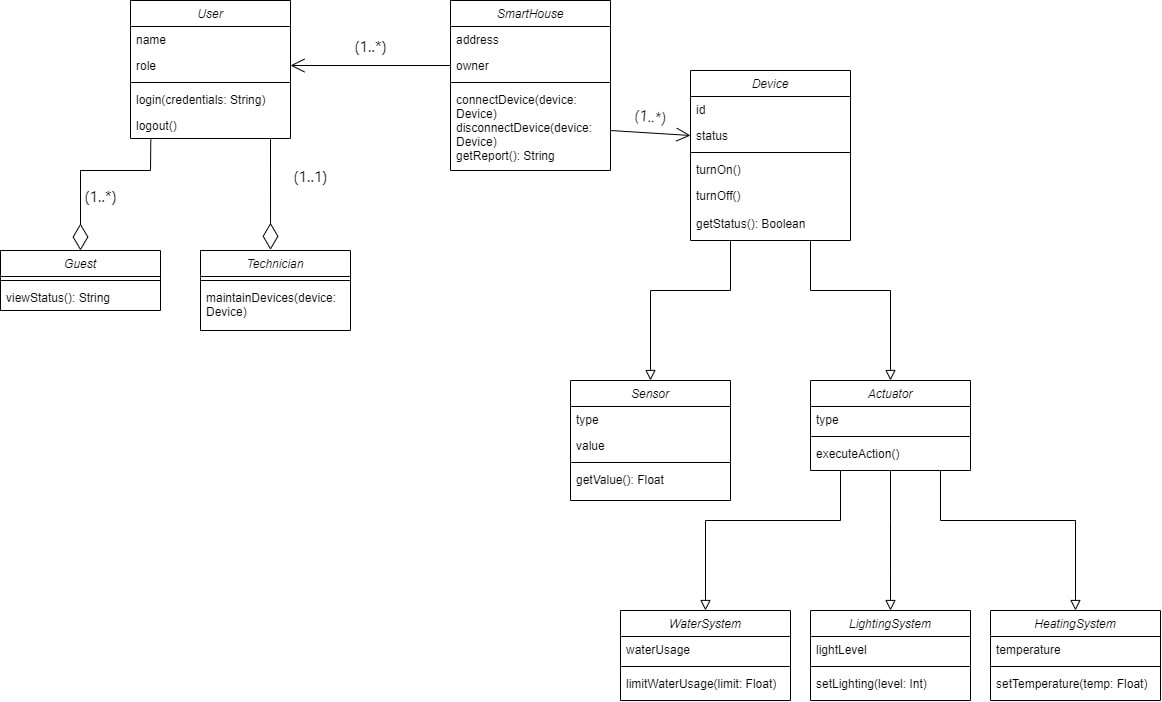 User
name
role
login(credentials: String)
logout()
(1..*)
SmartHouse
address
owner
connectDevice(device:
Device)
disconnectDevice(device:
Device)
getReport(): String
(1..*)
Device
id
status
turnOn()
turnOff()
getStatus(): Boolean
(1..*)
(1..1)
Guest
viewStatus(): String
Technician
maintainDevices(device:
Device)
Sensor
type
value
getValue(): Float
Actuator
type
executeAction()
WaterSystem
waterUsage
limitWaterUsage(limit: Float)
LightingSystem
lightLevel
setLighting(level: Int)
HeatingSystem
temperature
setTemperature(temp: Float)